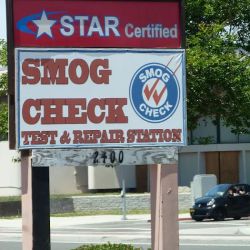 STAR Certified
SMOG
CHECK
SMOG
CHECK
TEST & REPAIR STATION
2400